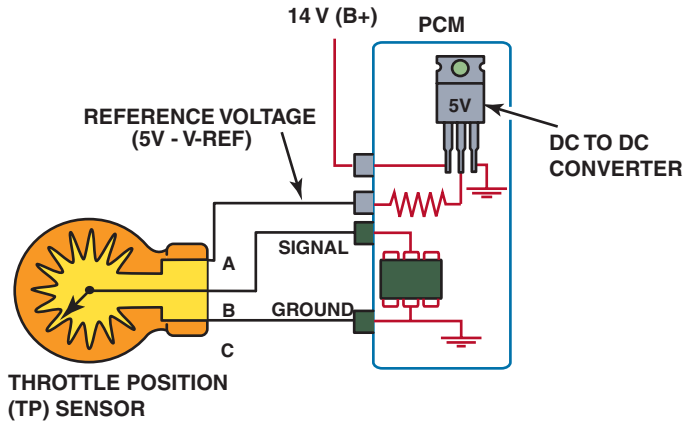 14 V (B+)
PCM
5V
REFERENCE VOLTAGE
(5V - V-REF)
DC TO DC
CONVERTER
SIGNAL
A
B
GROUND
C
THROTTLE POSITION
(TP) SENSOR